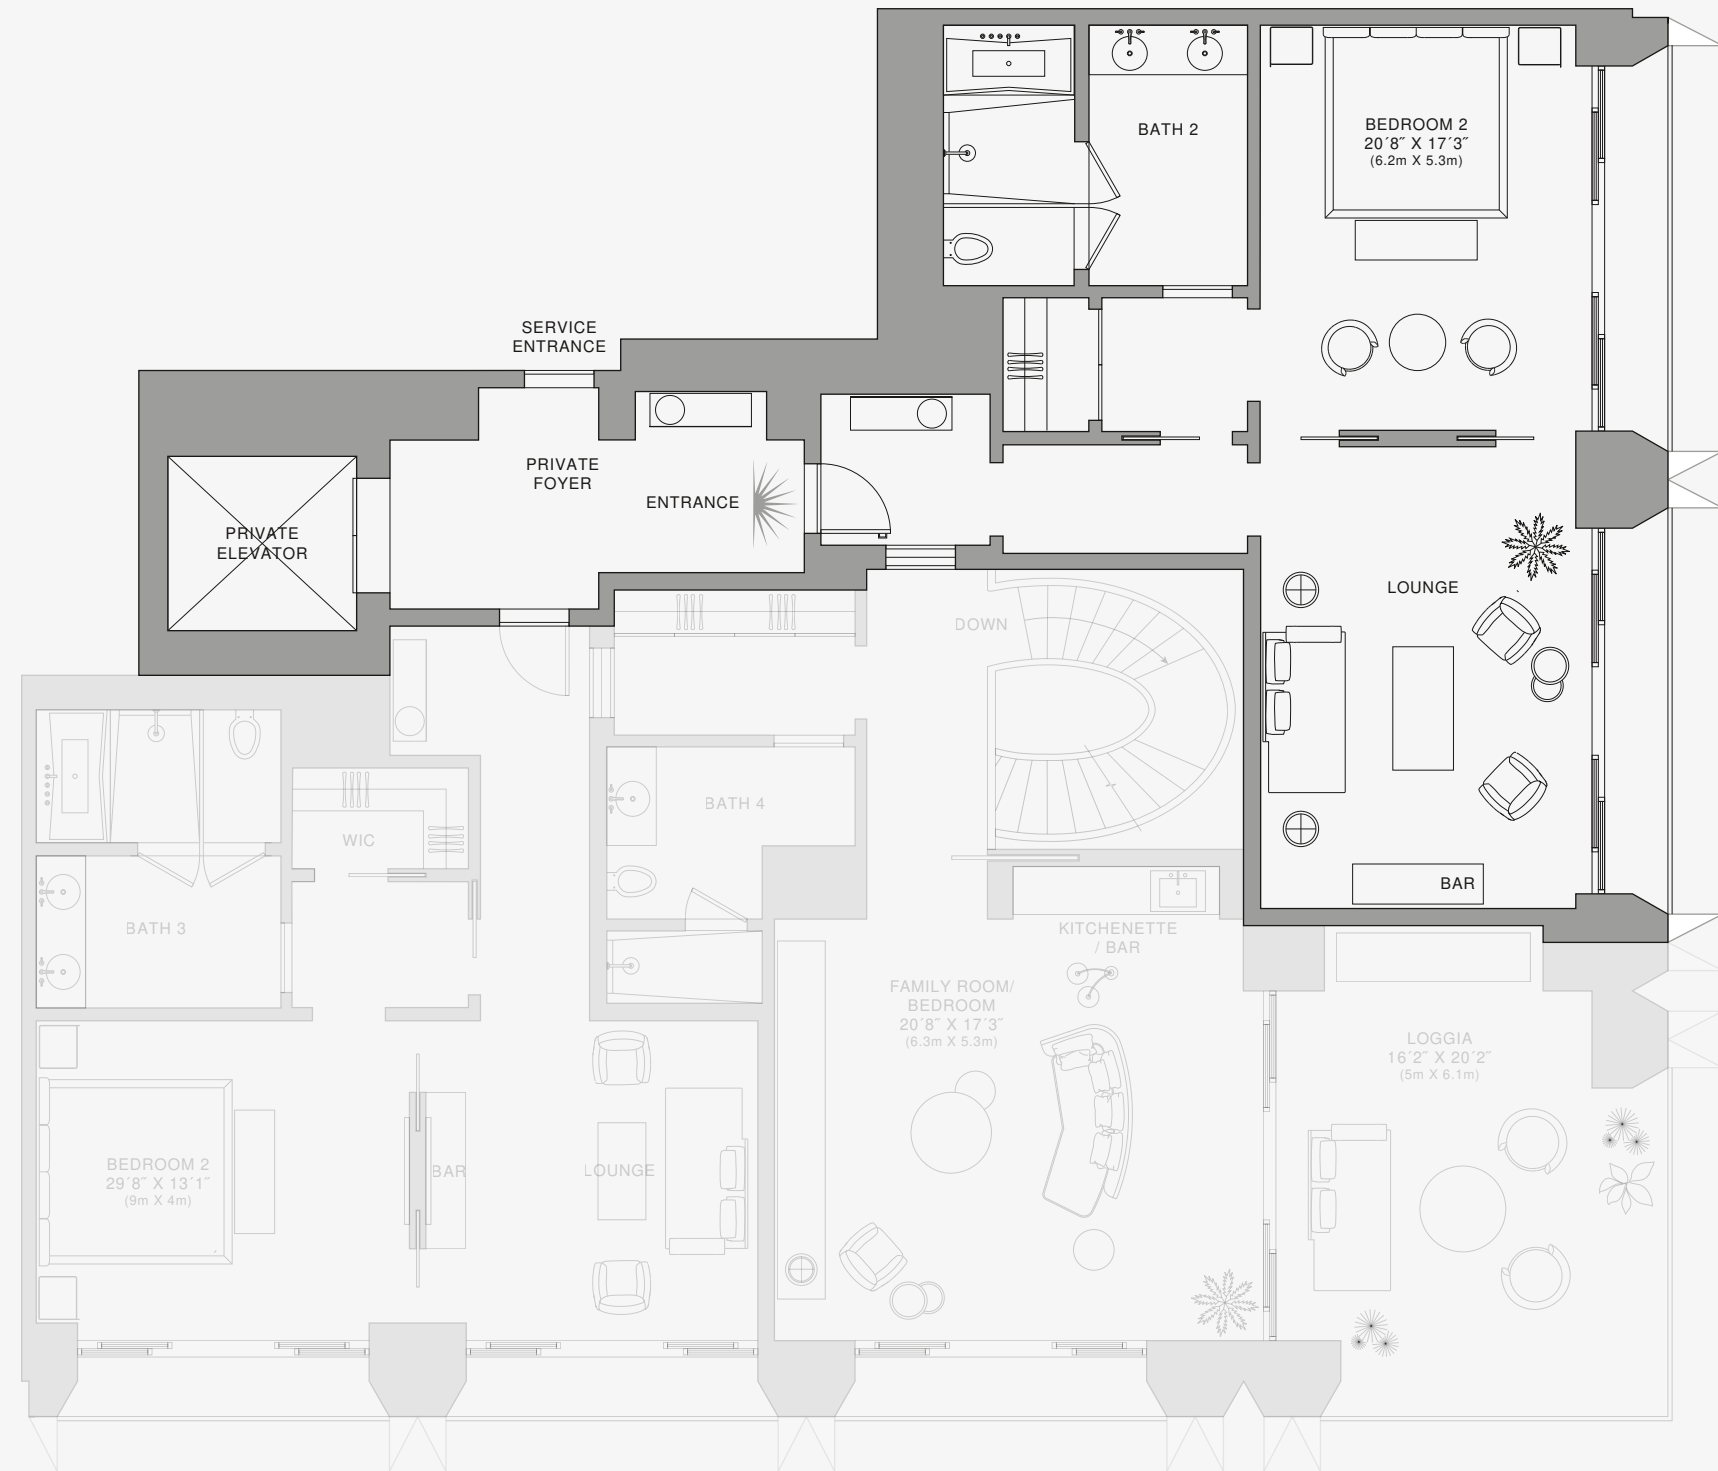 BATH 2
BEDROOM 2
20´8˝ X 17´3˝
(6.2m X 5.3m)
SERVICE
ENTRANCE
PRIVATE
FOYER
ENTRANCE
PRIVATE
ELEVATOR
LOUNGE
DOWN
BATH 4
WIC
BAR
BATH 3
KITCHENETTE
/ BAR
FAMILY ROOM/
BEDROOM
20´8˝ X 17´3˝
(6.3m X 5.3m)
LOGGIA
16´2˝ X 20´2˝
(5m X 6.1m)
BEDROOM 2
29´8˝ X 13´1˝
(9m X 4m)
BAR
LOUNGE